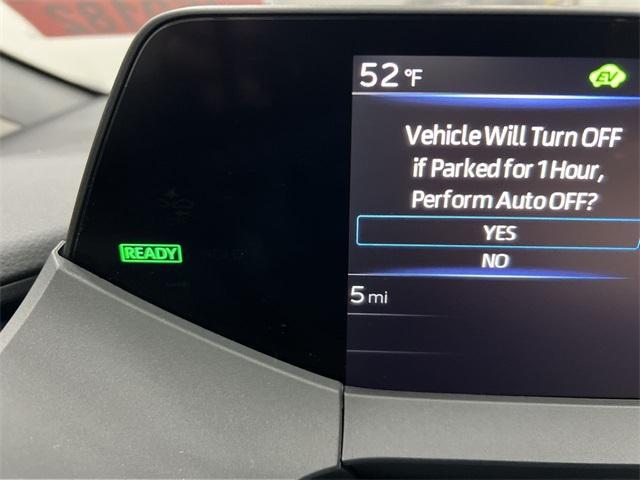 52 °F
EV
Vehicle Will Turn OFF
if Parked for 1 Hour,
Perform Auto OFF?
YES
READY
NO
5 mi